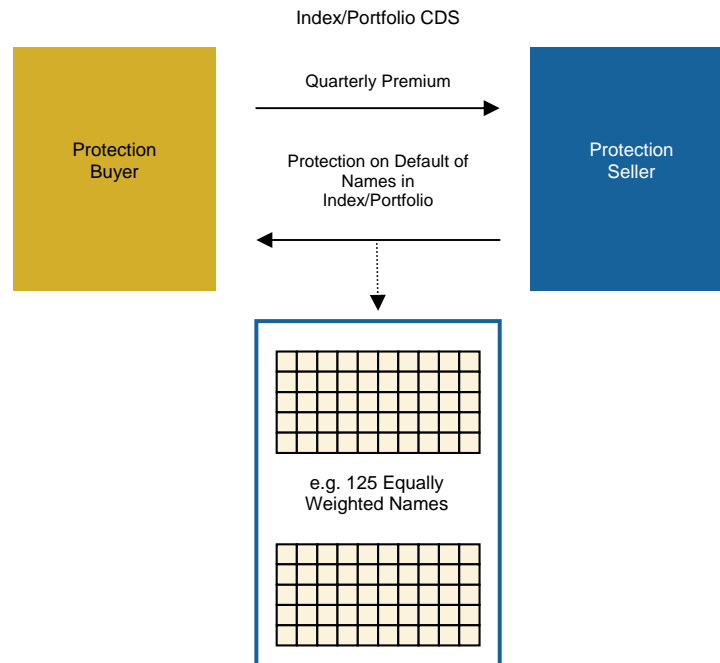 Index/Portfolio CDS
Quarterly Premium
Protection
Buyer
Protection on Default of
Names in
Index/Portfolio
Protection
Seller
e.g. 125 Equally
Weighted Names